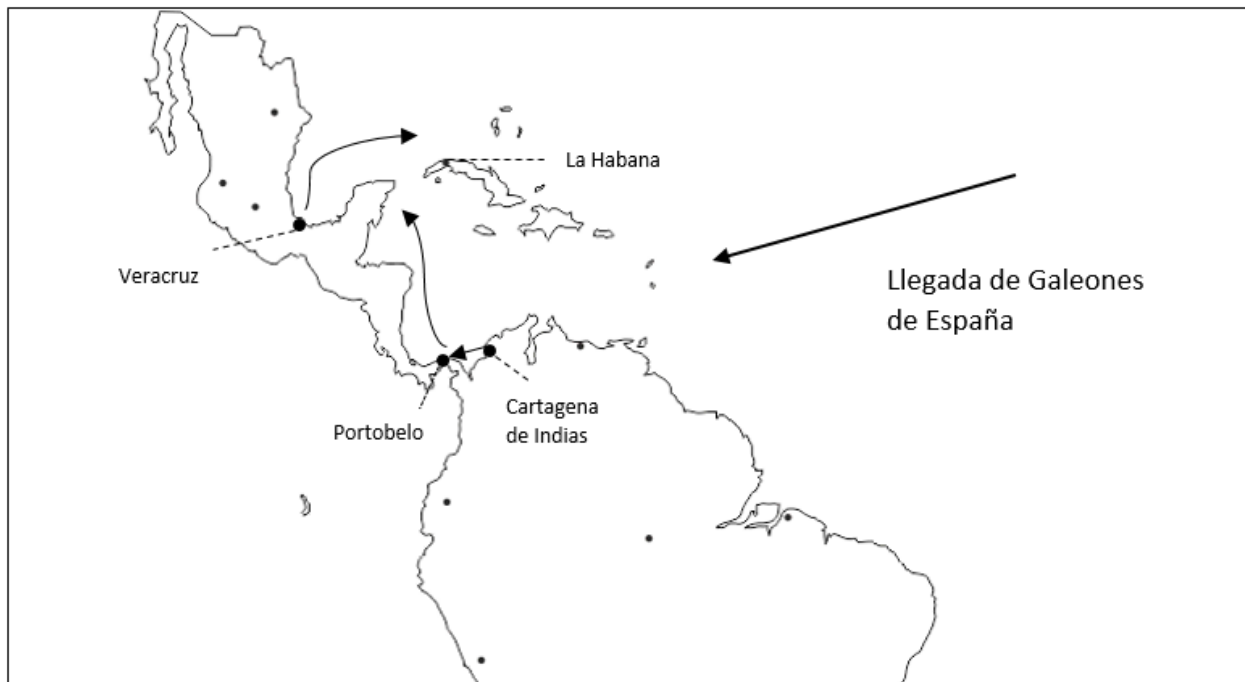 La Habana
Veracruz
Llegada de Galeones
de España
Portobelo
Cartagena
de Indias